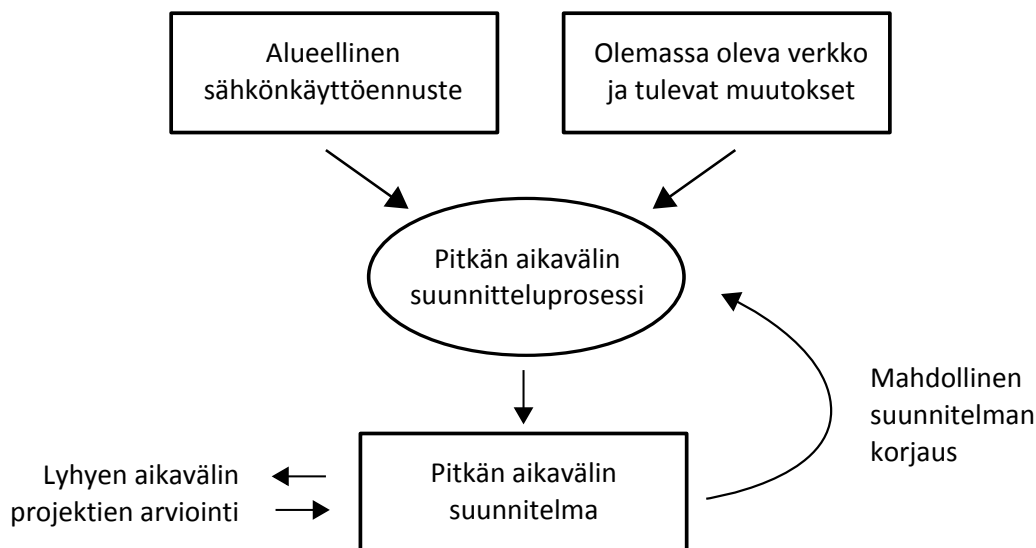 Alueellinen
sähkönkäyttöennuste
Olemassa oleva verkko
ja tulevat muutokset
Pitkän aikavälin
suunnitteluprosessi
Mahdollinen
suunnitelman
korjaus
Lyhyen aikavälin
projektien arviointi
Pitkän aikavälin
suunnitelma